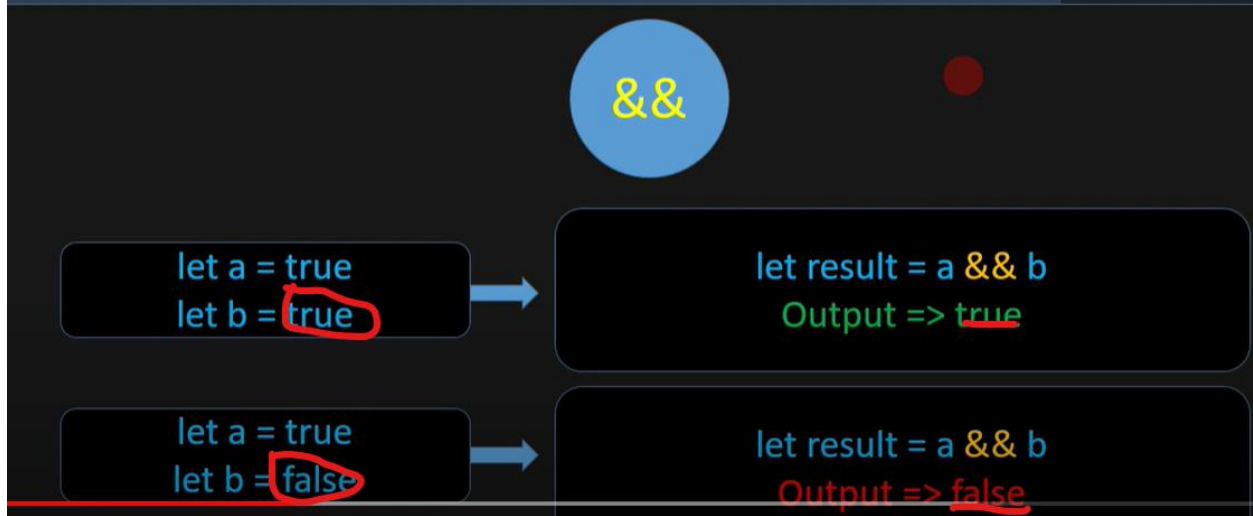 &&
let a = true
let b = true
let result = a && b
Output => true
let a = true
let b = false
let result = a && b
Output => false